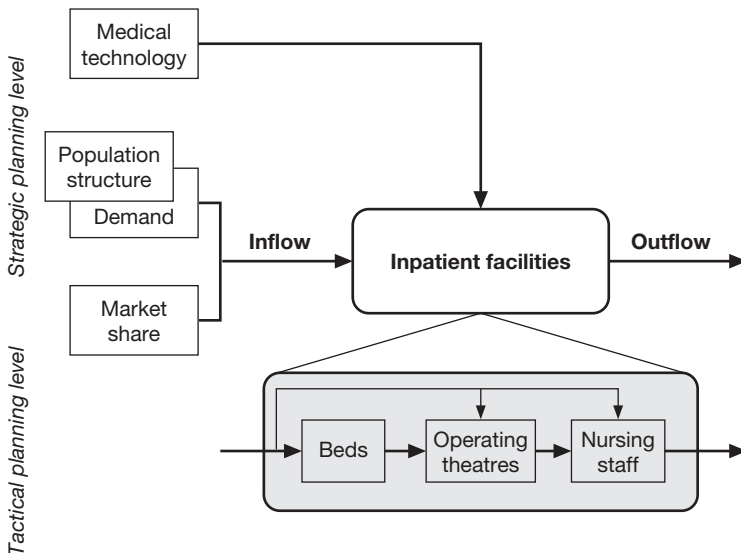 Strategic planning level
Medical
technology
Population
structure
Demand
Market
share
Inflow
Inpatient facilities
Outflow
Tactical planning level
Beds
Operating
theatres
Nursing
staff